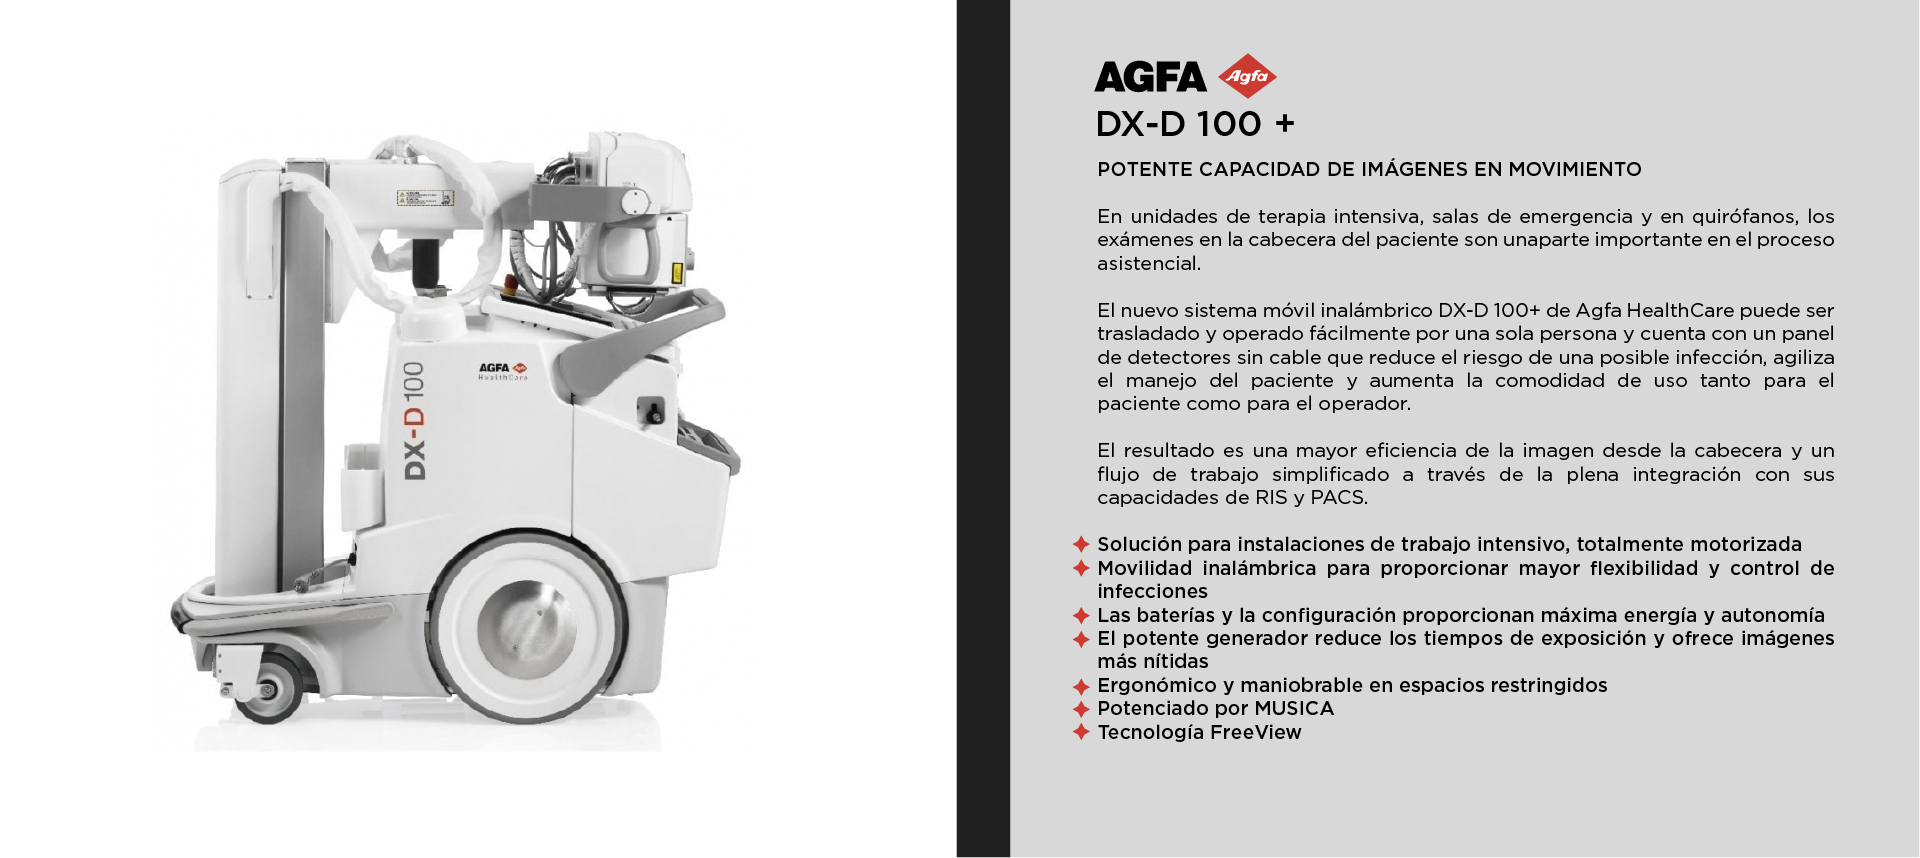 AGFA HealthCare
DX-D 100
AGFA Agfa
DX-D 100 +
POTENTE CAPACIDAD DE IMÁGENES EN MOVIMIENTO
En unidades de terapia intensiva, salas de emergencia y en quirófanos, los
exámenes en la cabecera del paciente son unaparte importante en el proceso
asistencial.
El nuevo sistema móvil inalámbrico DX-D 100+ de Agfa HealthCare puede ser
trasladado y operado fácilmente por una sola persona y cuenta con un panel
de detectores sin cable que reduce el riesgo de una posible infección, agiliza
el manejo del paciente y aumenta la comodidad de uso tanto para el
paciente como para el operador.
El resultado es una mayor eficiencia de la imagen desde la cabecera y un
flujo de trabajo simplificado a través de la plena integración con sus
capacidades de RIS y PACS.
Solución para instalaciones de trabajo intensivo, totalmente motorizada
Movilidad inalámbrica para proporcionar mayor flexibilidad y control de
infecciones
Las baterías y la configuración proporcionan máxima energía y autonomía
El potente generador reduce los tiempos de exposición y ofrece imágenes
más nítidas
Ergonómico y maniobrable en espacios restringidos
Potenciado por MUSICA
Tecnología FreeView